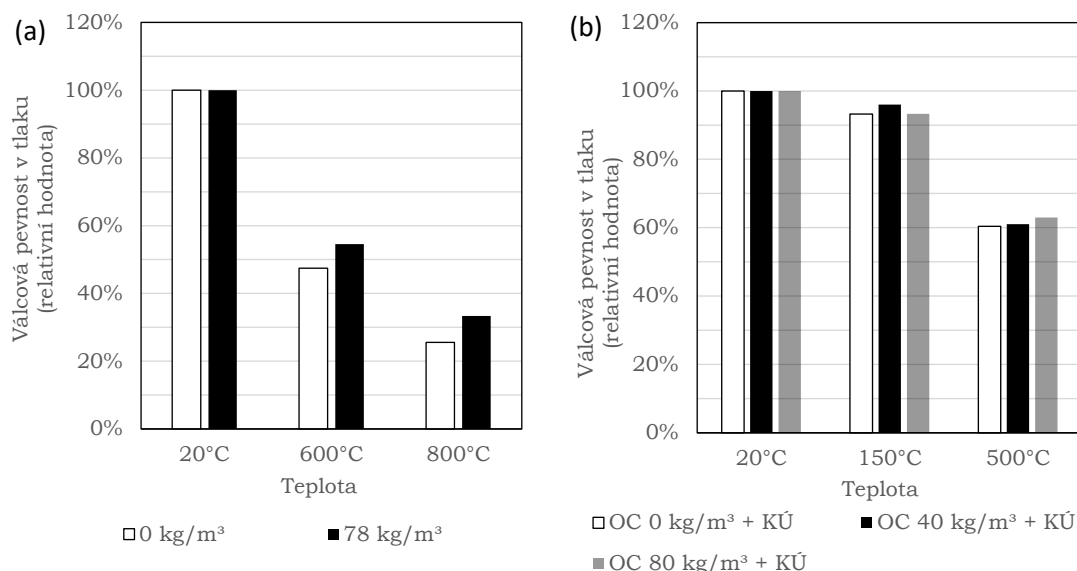 (a)
Válcová pevnost v tlaku
(relativní hodnota)
120%
100%
80%
60%
40%
20%
0%
20°C 600°C 800°C
Teplota
0 kg/m³ 78 kg/m³
(b)
Válcová pevnost v tlaku
(relativní hodnota)
120%
100%
80%
60%
40%
20%
0%
20°C 150°C 500°C
Teplota
OC 0 kg/m³ + KÚ OC 40 kg/m³ + KÚ
OC 80 kg/m³ + KÚ